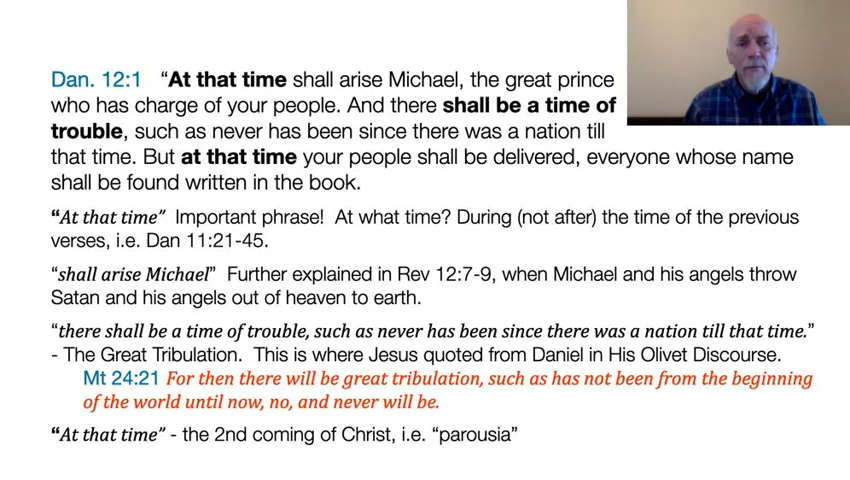 Dan. 12:1 “At that time shall arise Michael, the great prince
who has charge of your people. And there shall be a time of
trouble, such as never has been since there was a nation till
that time. But at that time your people shall be delivered, everyone whose name
shall be found written in the book.
“At that time” Important phrase! At what time? During (not after) the time of the previous
verses, i.e. Dan 11:21-45.
“shall arise Michael” Further explained in Rev 12:7-9, when Michael and his angels throw
Satan and his angels out of heaven to earth.
“there shall be a time of trouble, such as never has been since there was a nation till that time.”
- The Great Tribulation. This is where Jesus quoted from Daniel in His Olivet Discourse.
Mt 24:21 For then there will be great tribulation, such as has not been from the beginning
of the world until now, no, and never will be.
“At that time” - the 2nd coming of Christ, i.e. “parousia”